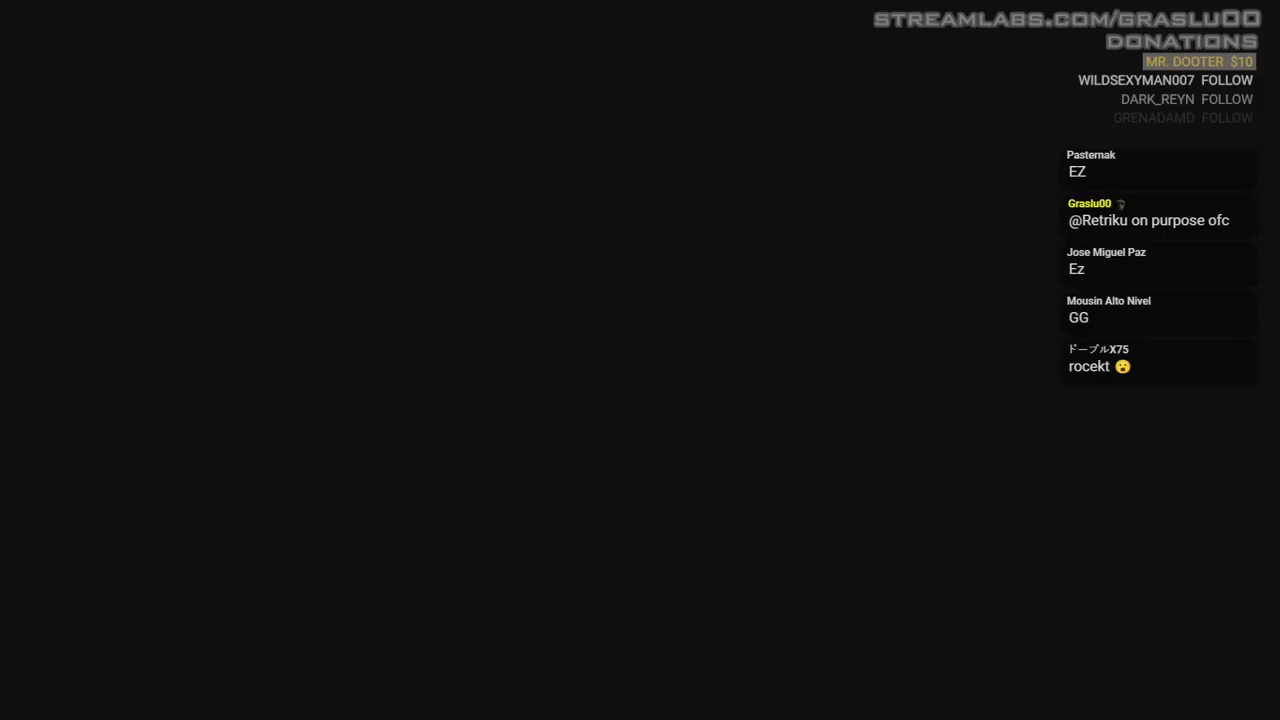 STREAMLABS.COM/GRASLU00
DONATIONS
MR. DOOTER $10
WILDSEXYMAN007 FOLLOW
DARK_REYN FOLLOW
GRENADAMD FOLLOW
Pasternak
EZ
Graslu00
@Retriku on purpose ofc
Jose Miguel Paz
Ez
Mousin Alto Nivel
GG
ドーブルX75
rocekt 😮